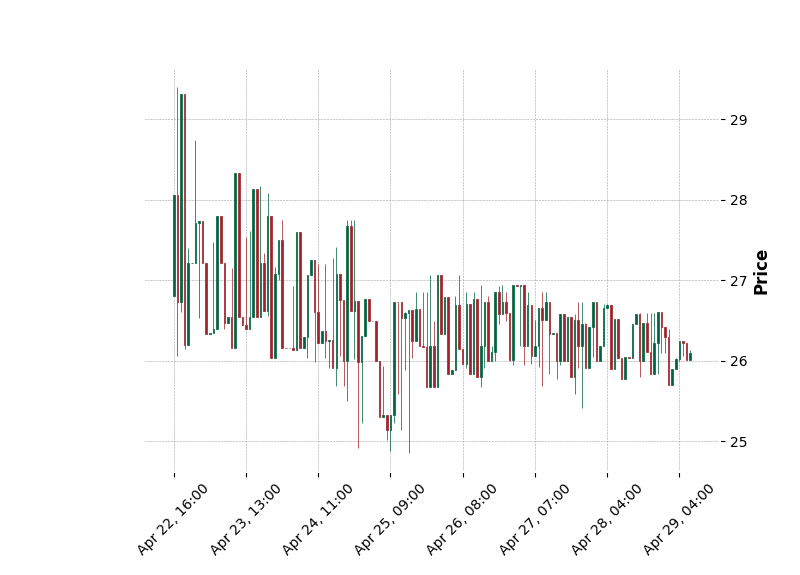 29
28
27
26
25
Price
Apr 22, 16:00
Apr 23, 13:00
Apr 24, 11:00
Apr 25, 09:00
Apr 26, 08:00
Apr 27, 07:00
Apr 28, 04:00
Apr 29, 04:00